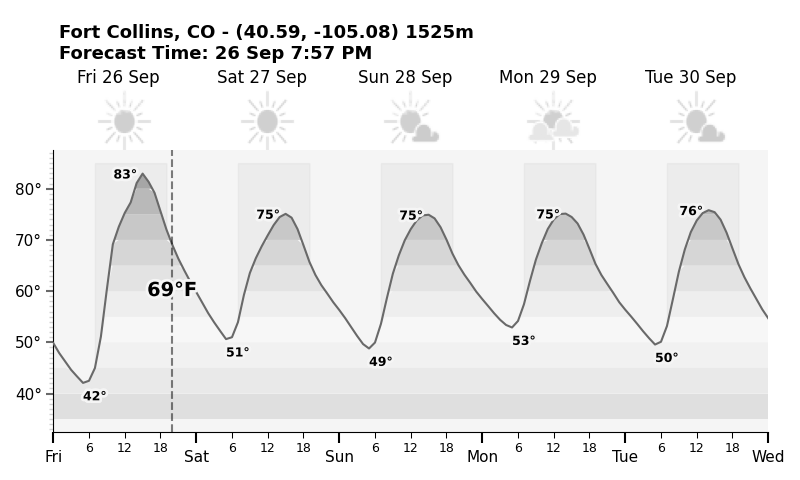 Fort Collins, CO - (40.59, -105.08) 1525m
Forecast Time: 26 Sep 7:57 PM
Fri 26 Sep Sat 27 Sep Sun 28 Sep Mon 29 Sep Tue 30 Sep
83°
80°
75° 75° 75° 76°
70°
69°F
60°
51° 49° 53° 50°
50°
42°
40°
6 12 18 6 12 18 6 12 18 6 12 18 6 12 18
Fri Sat Sun Mon Tue Wed